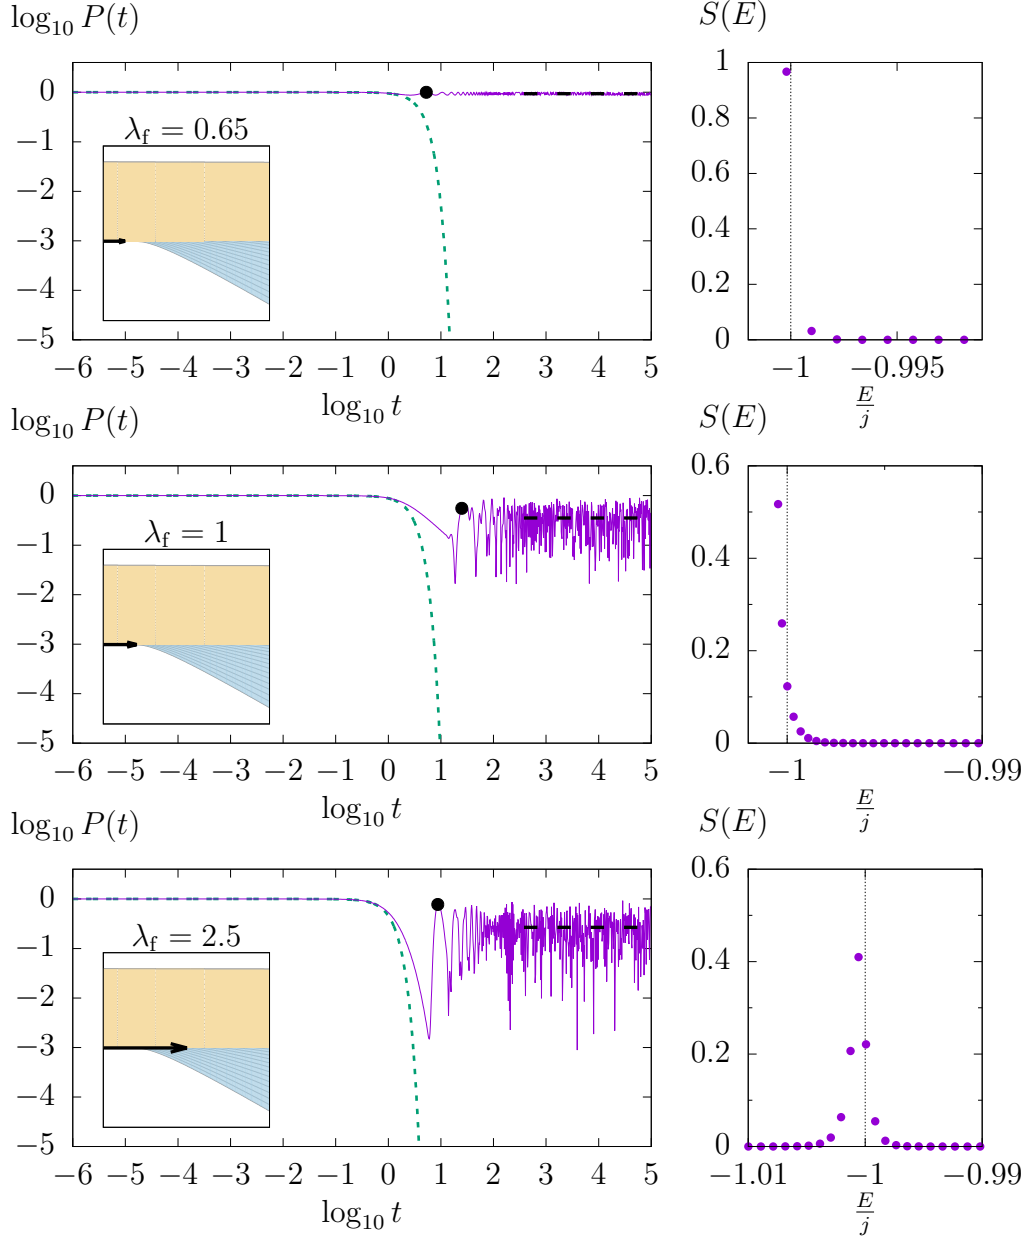 log₁₀ P(t) S(E)
0 −1 −2 −3 −4 −5
λf = 0.65
−6 −5 −4 −3 −2 −1 0 1 2 3 4 5
log₁₀ t
1 0.8 0.6 0.4 0.2 0
−1 −0.995
E/j
log₁₀ P(t) S(E)
0 −1 −2 −3 −4 −5
λf = 1
−6 −5 −4 −3 −2 −1 0 1 2 3 4 5
log₁₀ t
0.6 0.4 0.2 0
−1 −0.99
E/j
log₁₀ P(t) S(E)
0 −1 −2 −3 −4 −5
λf = 2.5
−6 −5 −4 −3 −2 −1 0 1 2 3 4 5
log₁₀ t
0.6 0.4 0.2 0
−1.01 −1 −0.99
E/j